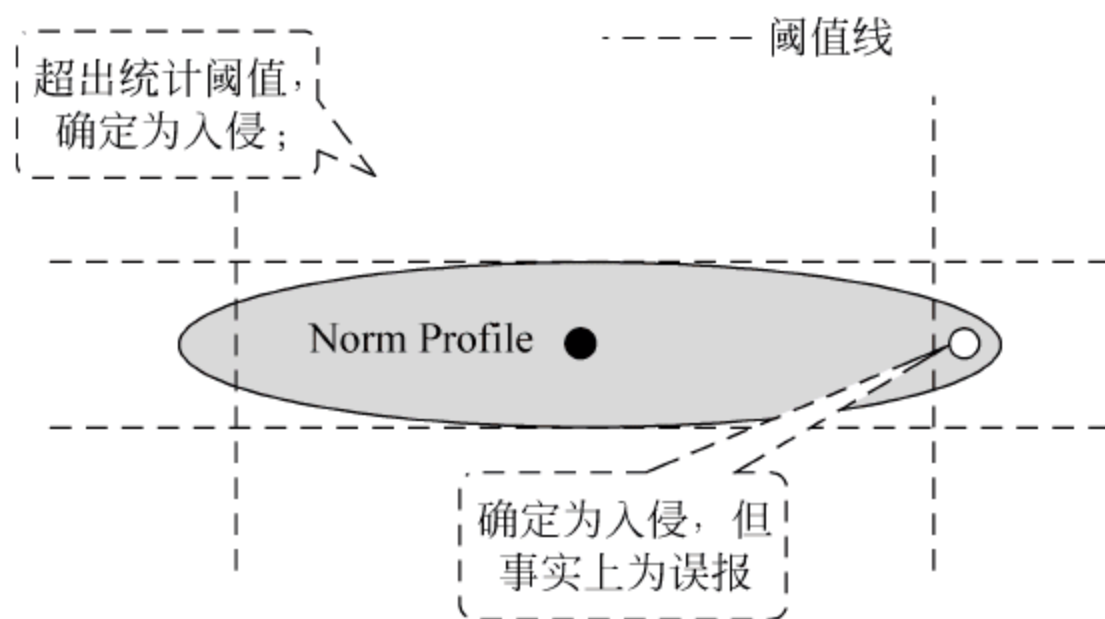 阈值线
超出统计阈值，
确定为入侵；
Norm Profile
确定为入侵，但
事实上为误报